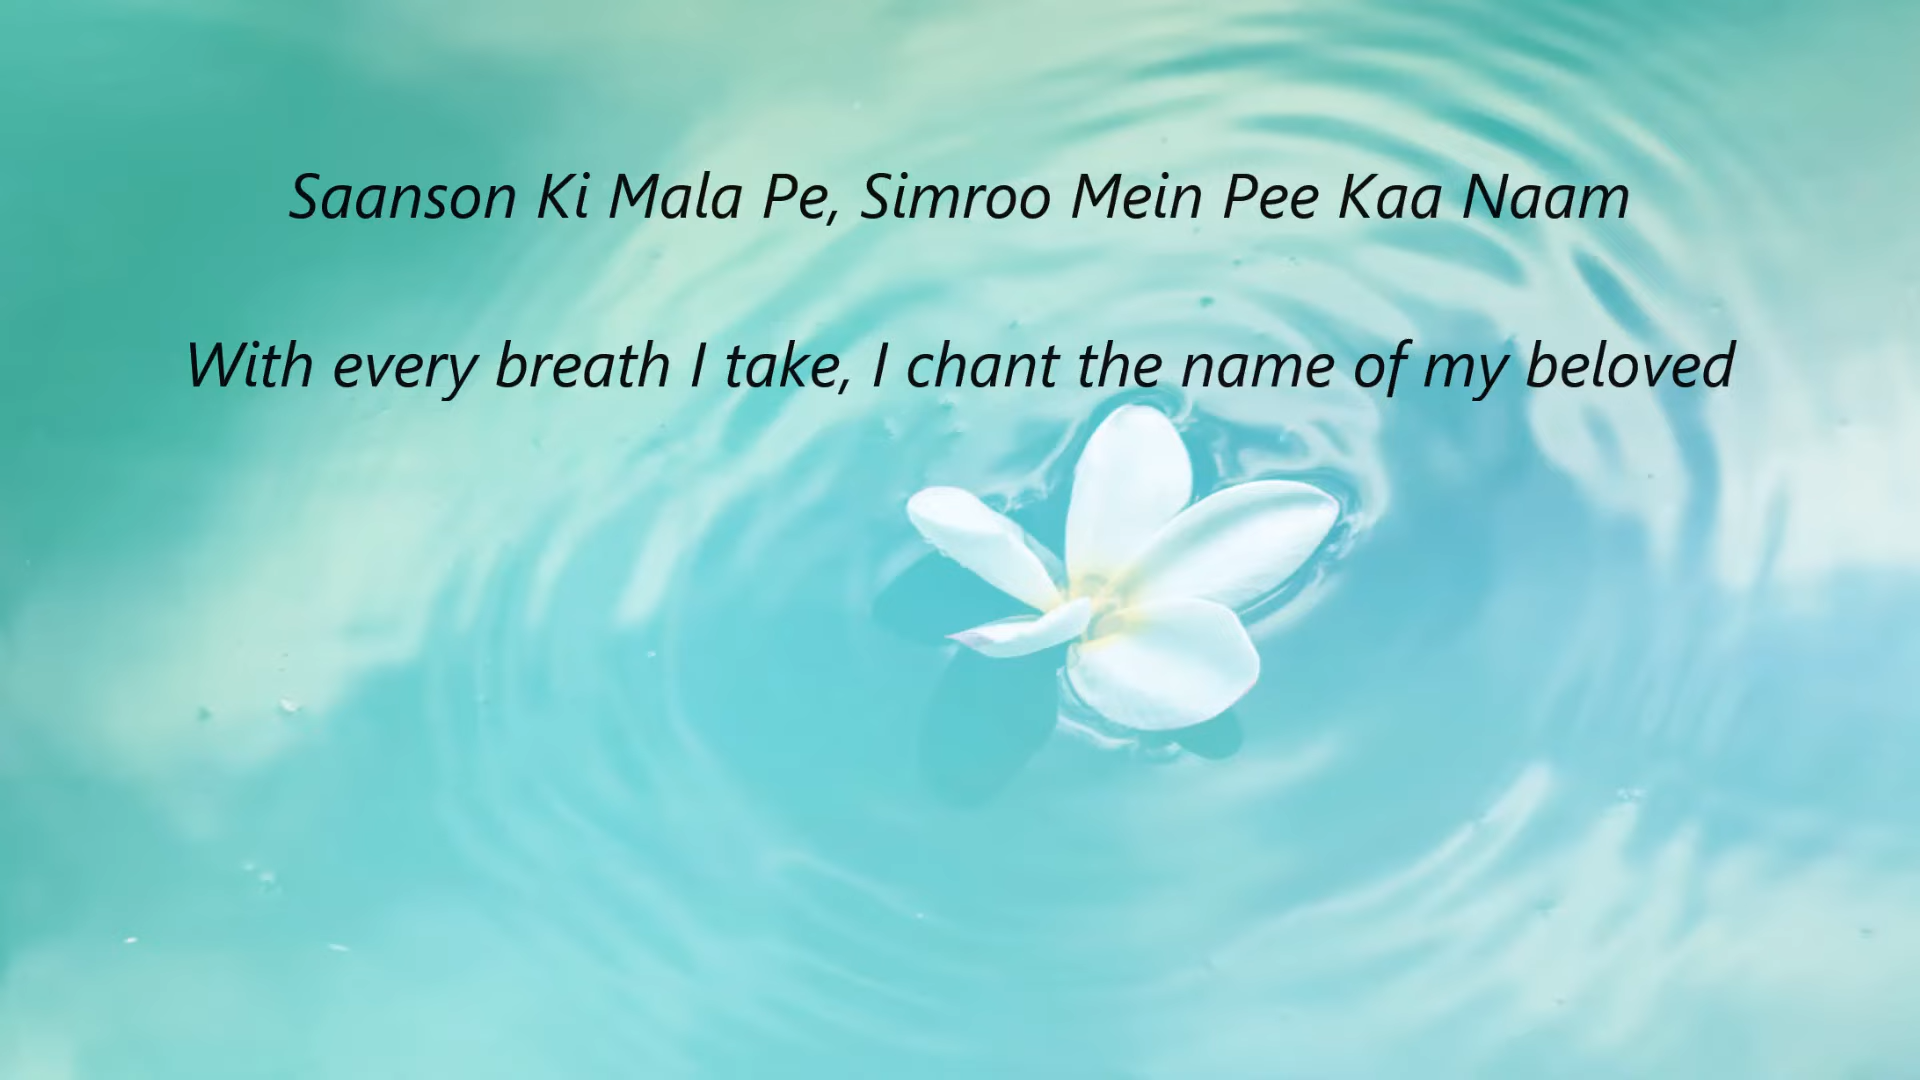 Saanson Ki Mala Pe, Simroo Mein Pee Kaa Naam
With every breath I take, I chant the name of my beloved